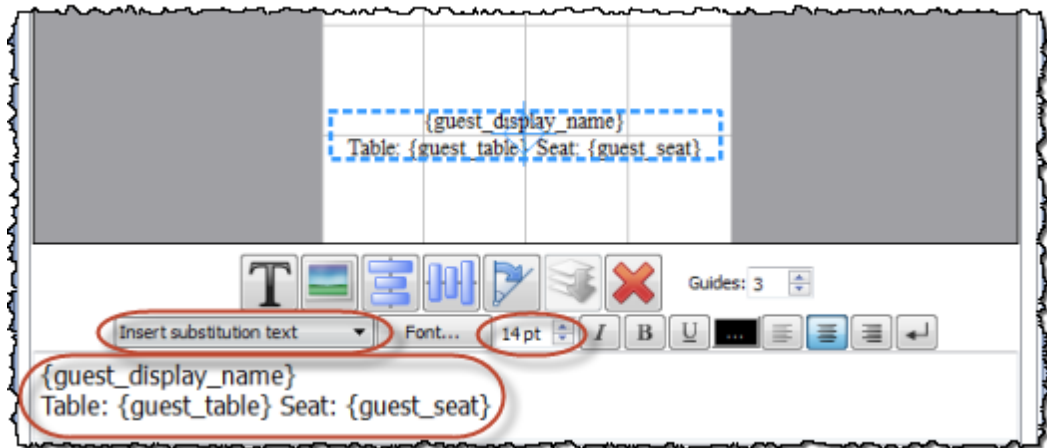 {guest_display_name}
Table: {guest_table} Seat: {guest_seat}
T
Guides: 3
Insert substitution text Font... 14 pt I B U ...
{guest_display_name}
Table: {guest_table} Seat: {guest_seat}